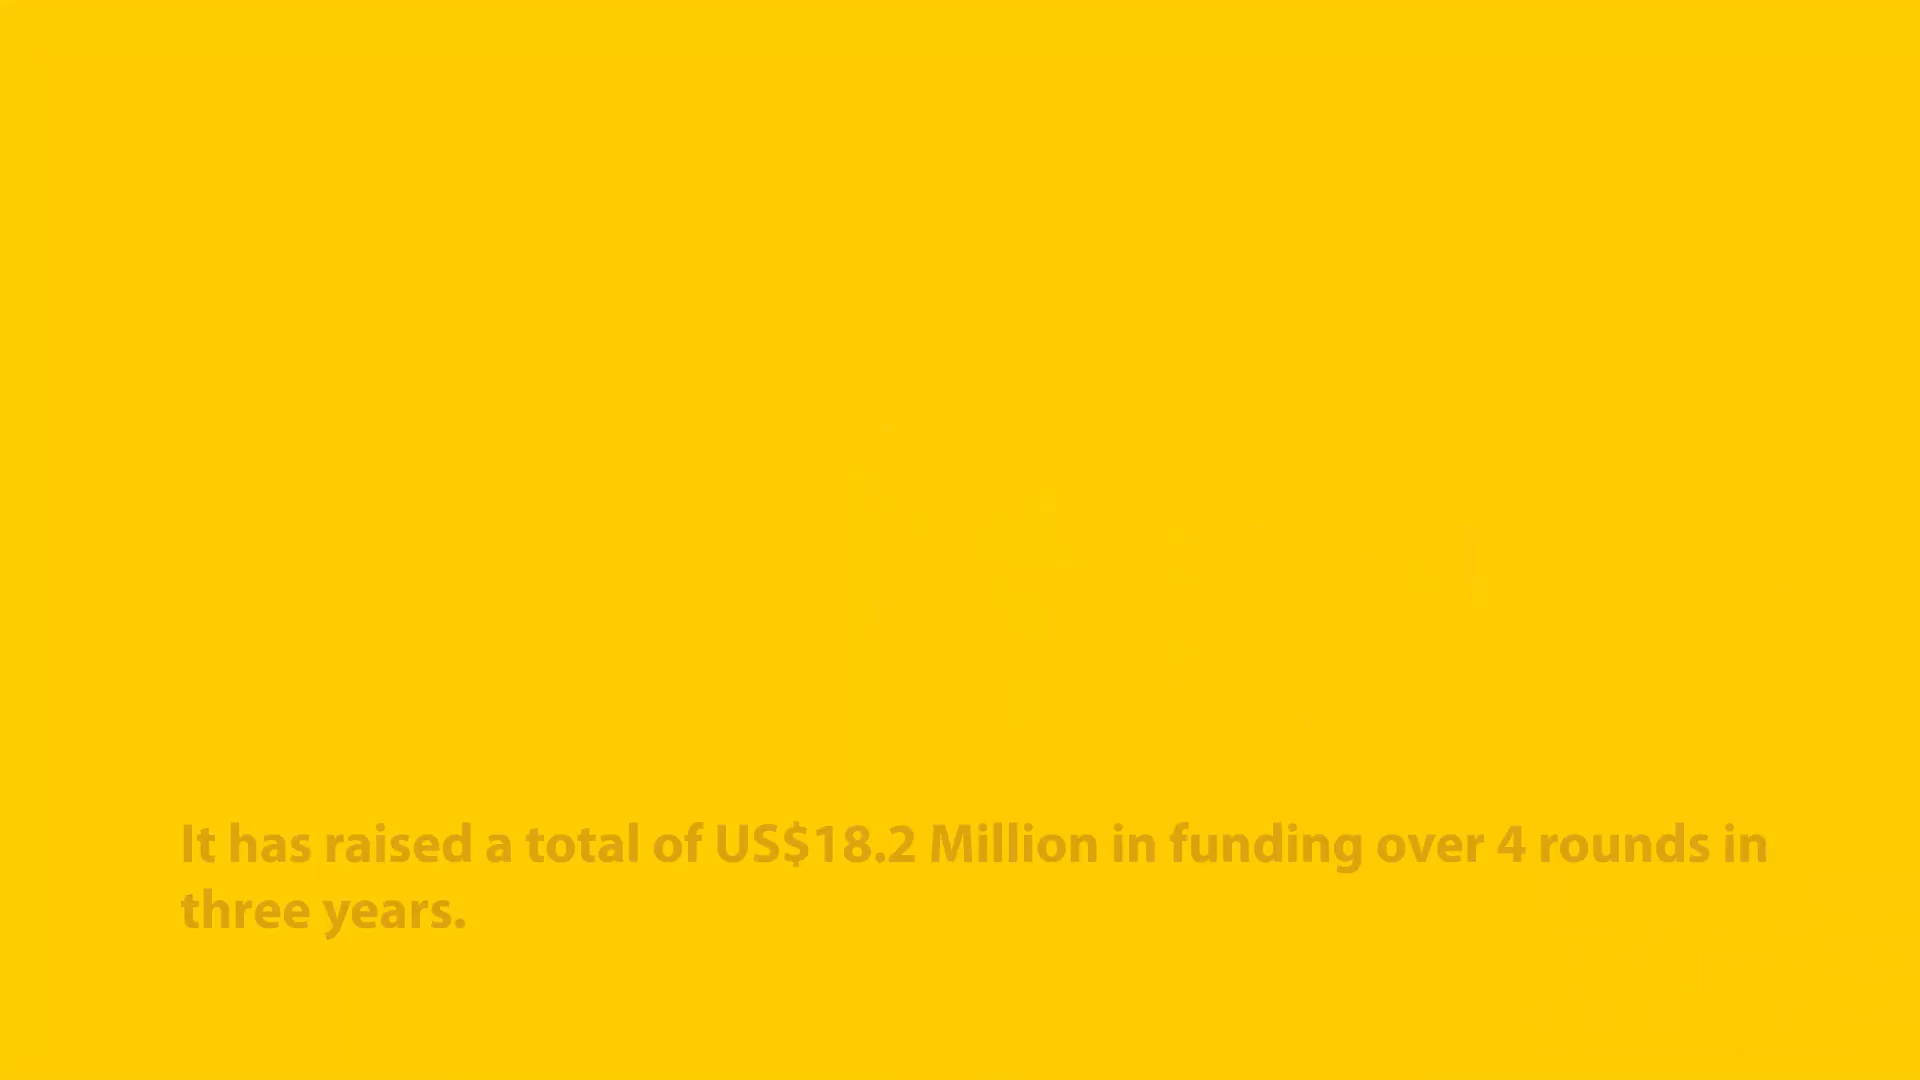 It has raised a total of US$18.2 Million in funding over 4 rounds in
three years.